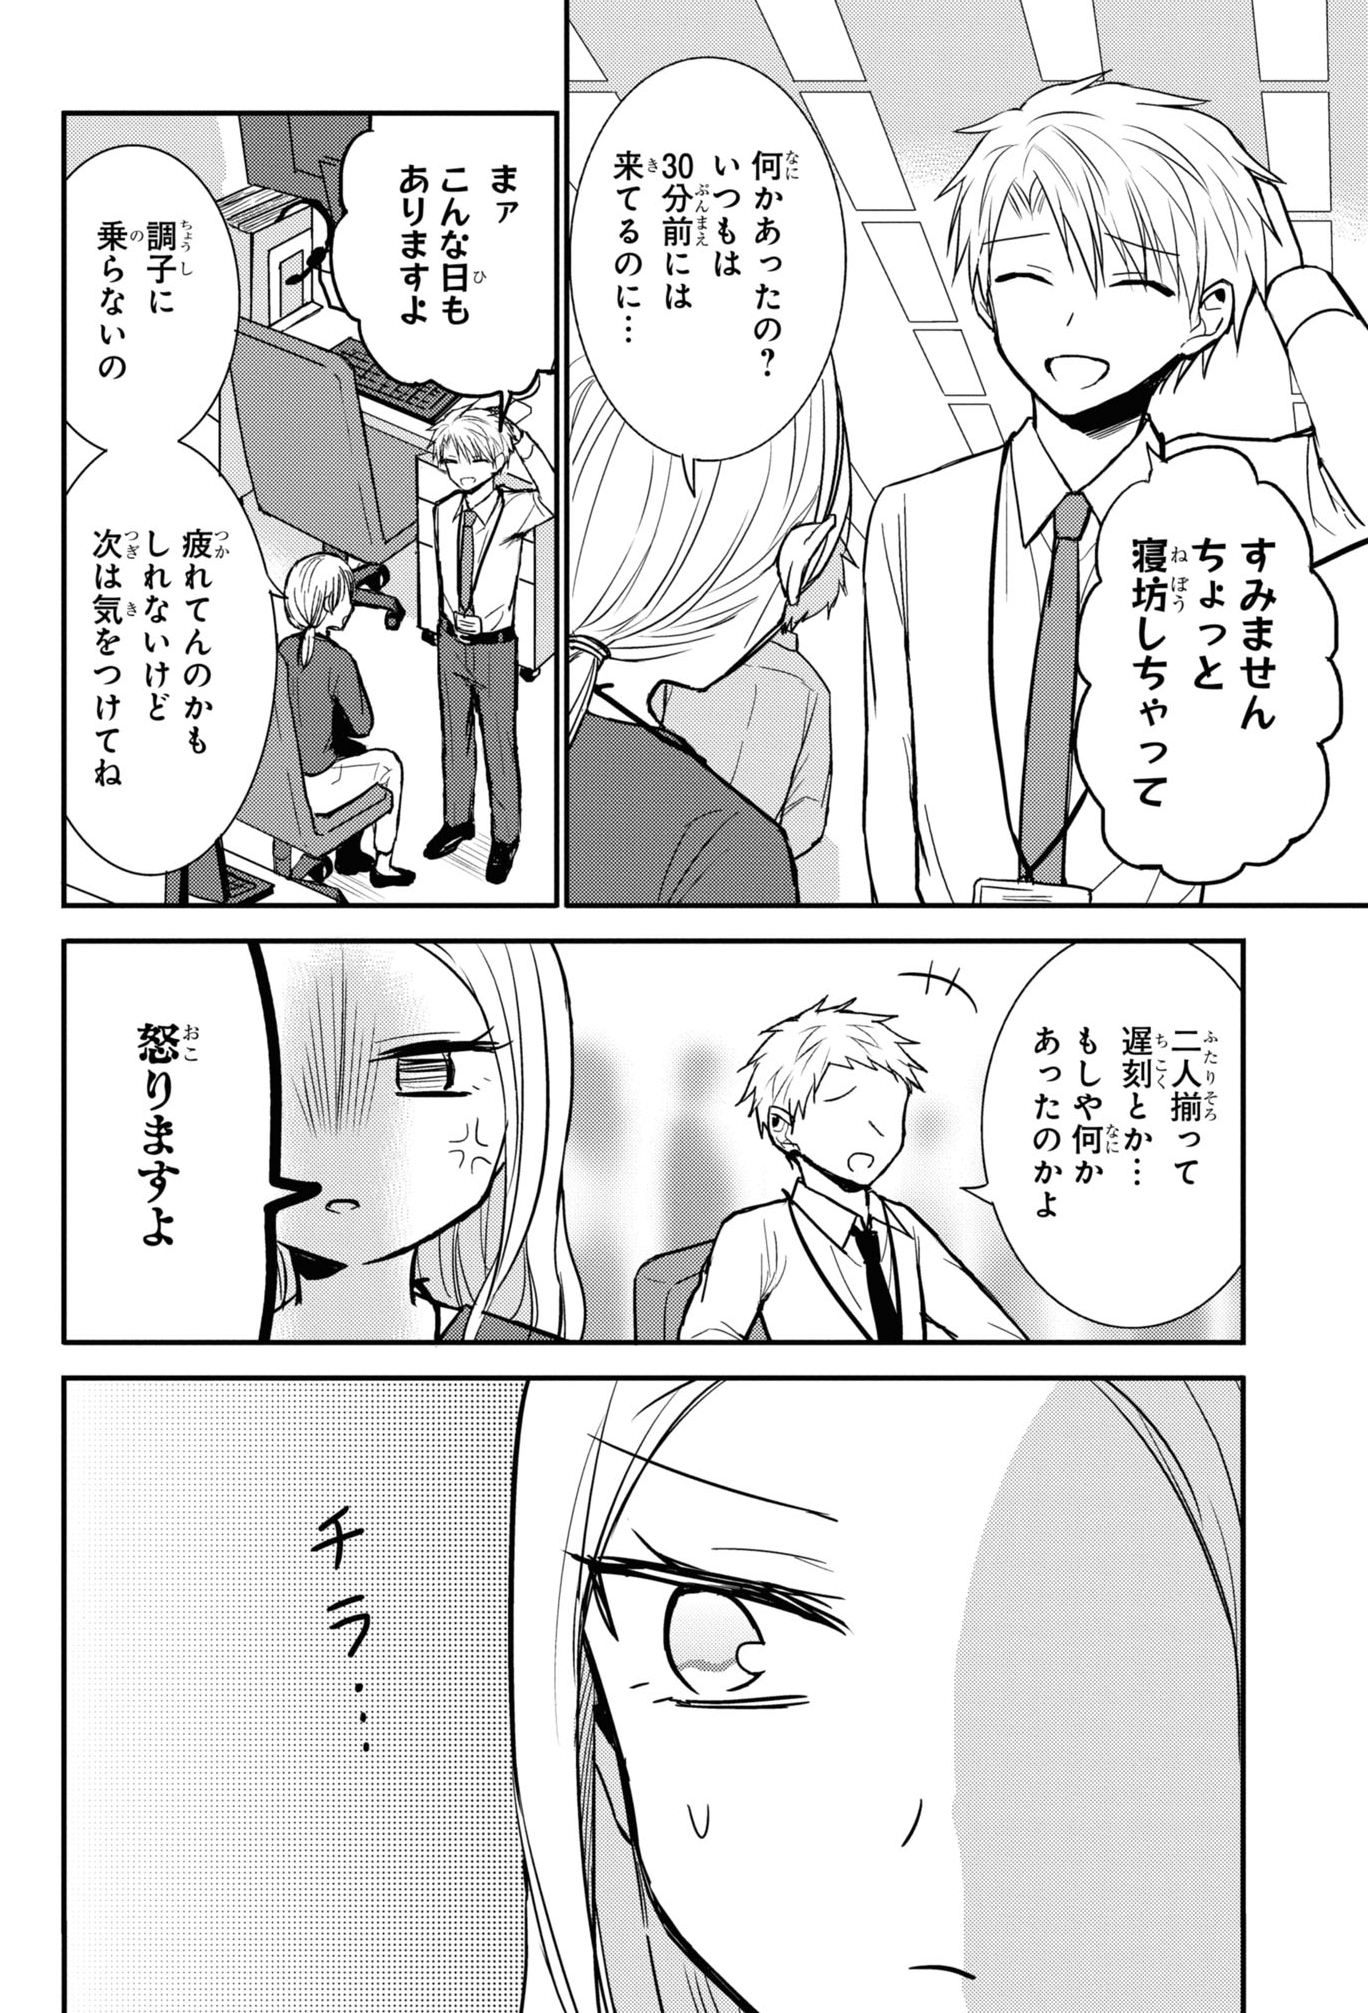 すみません
ちょっと
寝坊しちゃって
何かあったの?
いつもは
30分前には
来てるのに…
まァ
こんな日も
ありますよ
調子に
乗らないの
疲れてんのかも
しれないけど
次は気をつけてね
二人揃って
遅刻とか…
もしや何か
あったのかよ
怒りますよ
チラ…